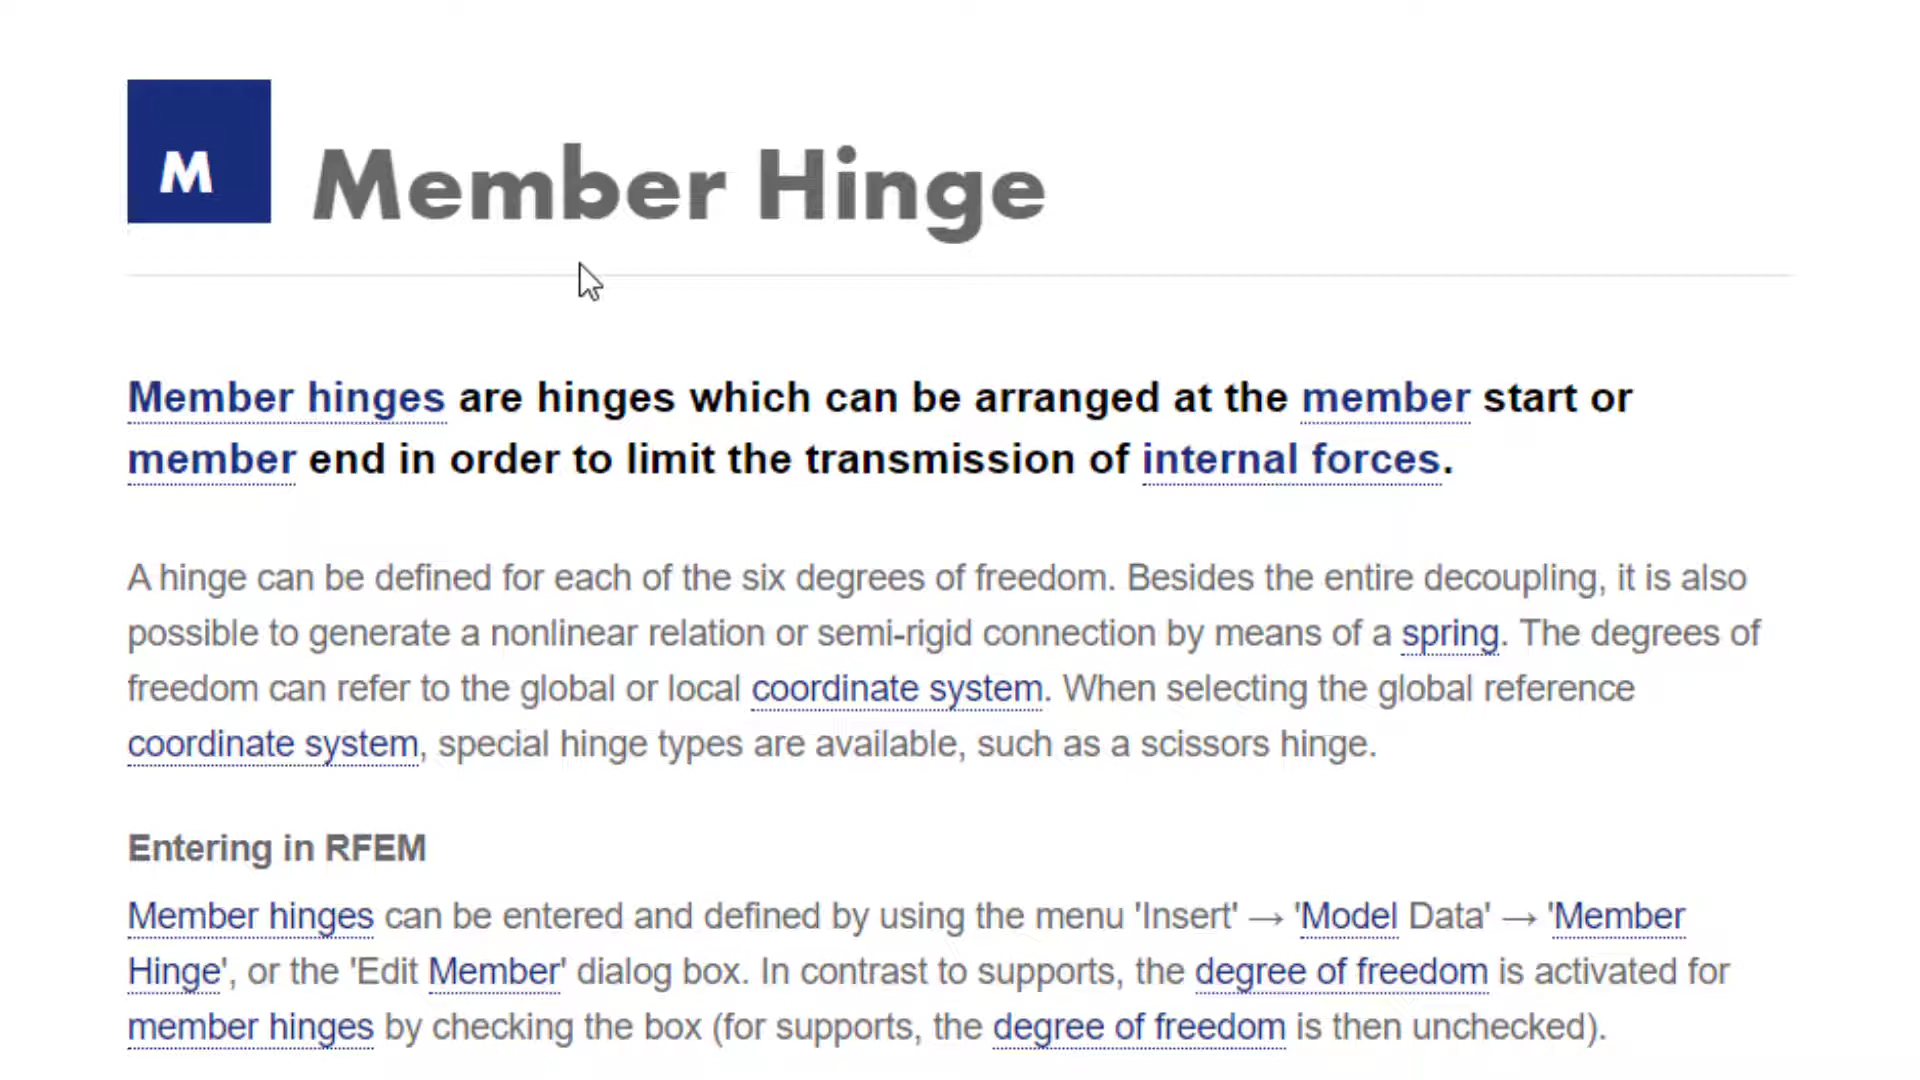 M
Member Hinge
Member hinges are hinges which can be arranged at the member start or
member end in order to limit the transmission of internal forces.
A hinge can be defined for each of the six degrees of freedom. Besides the entire decoupling, it is also
possible to generate a nonlinear relation or semi-rigid connection by means of a spring. The degrees of
freedom can refer to the global or local coordinate system. When selecting the global reference
coordinate system, special hinge types are available, such as a scissors hinge.
Entering in RFEM
Member hinges can be entered and defined by using the menu 'Insert' → 'Model Data' → 'Member
Hinge', or the 'Edit Member' dialog box. In contrast to supports, the degree of freedom is activated for
member hinges by checking the box (for supports, the degree of freedom is then unchecked).